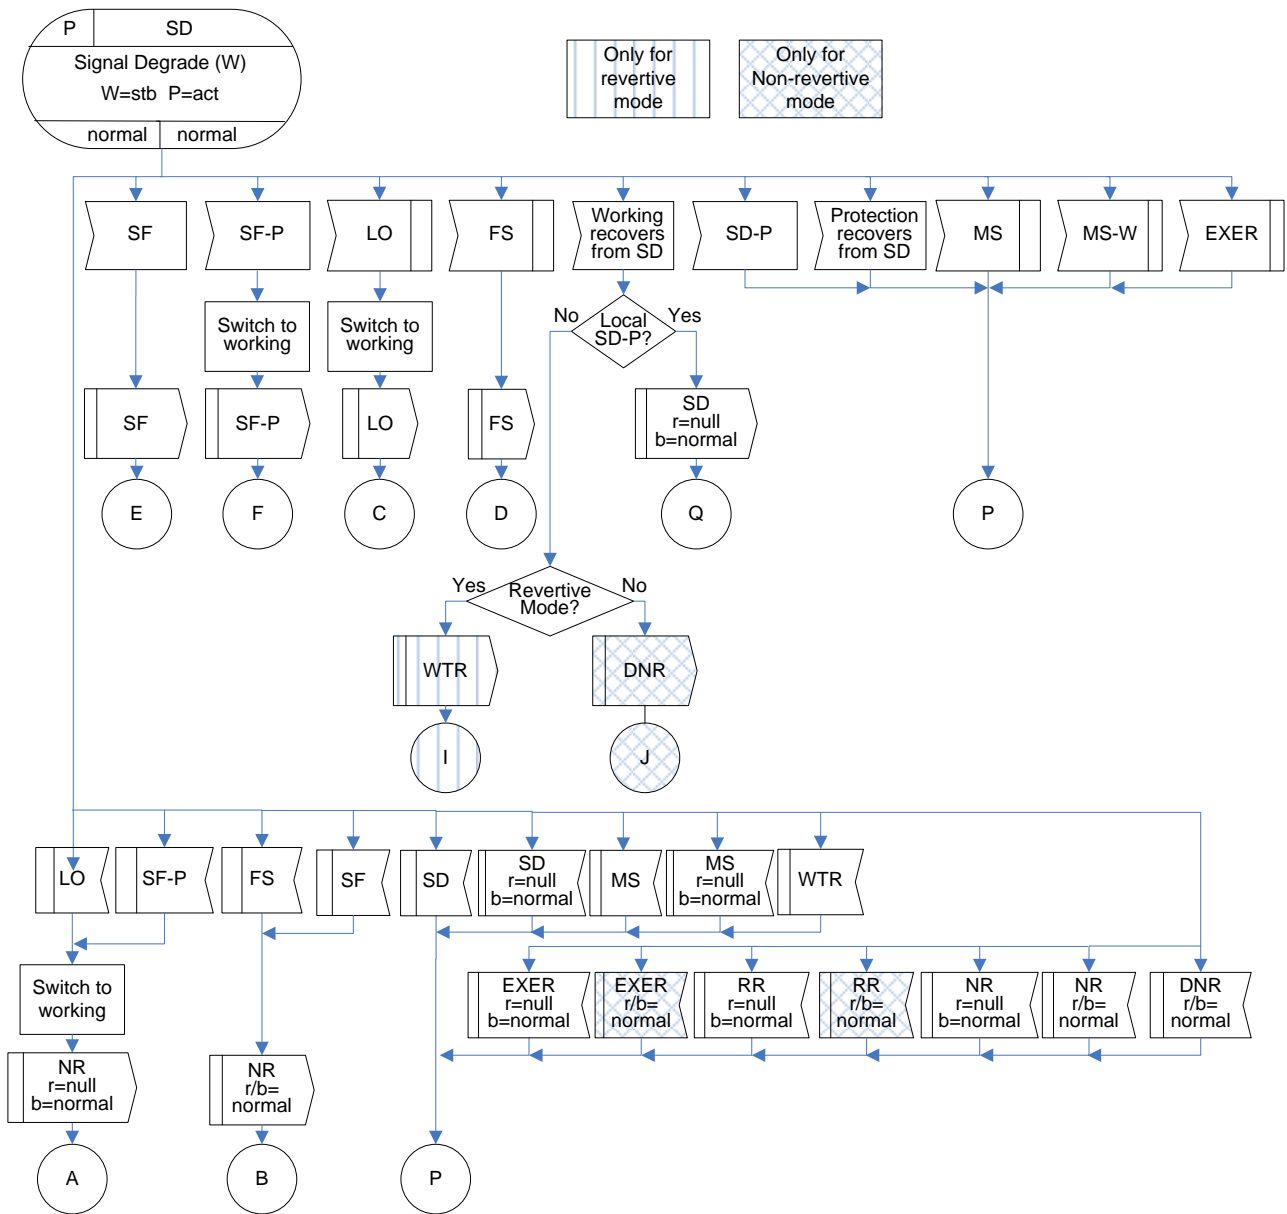 P
SD
Signal Degrade (W)
W=stb P=act
normal
normal
Only for
revertive
mode
Only for
Non-revertive
mode
SF
SF-P
LO
FS
Working
recovers
from SD
SD-P
Protection
recovers
from SD
MS
MS-W
EXER
Switch to
working
Switch to
working
No
Local
SD-P?
Yes
SF
SF-P
LO
FS
SD
r=null
b=normal
E
F
C
D
Q
P
Yes
Revertive
Mode?
No
WTR
DNR
I
J
LO
SF-P
FS
SF
SD
SD
r=null
b=normal
MS
MS
r=null
b=normal
WTR
Switch to
working
EXER
r=null
b=normal
EXER
r/b=
normal
RR
r=null
b=normal
RR
r/b=
normal
NR
r=null
b=normal
NR
r/b=
normal
DNR
r/b=
normal
NR
r=null
b=normal
NR
r/b=
normal
A
B
P